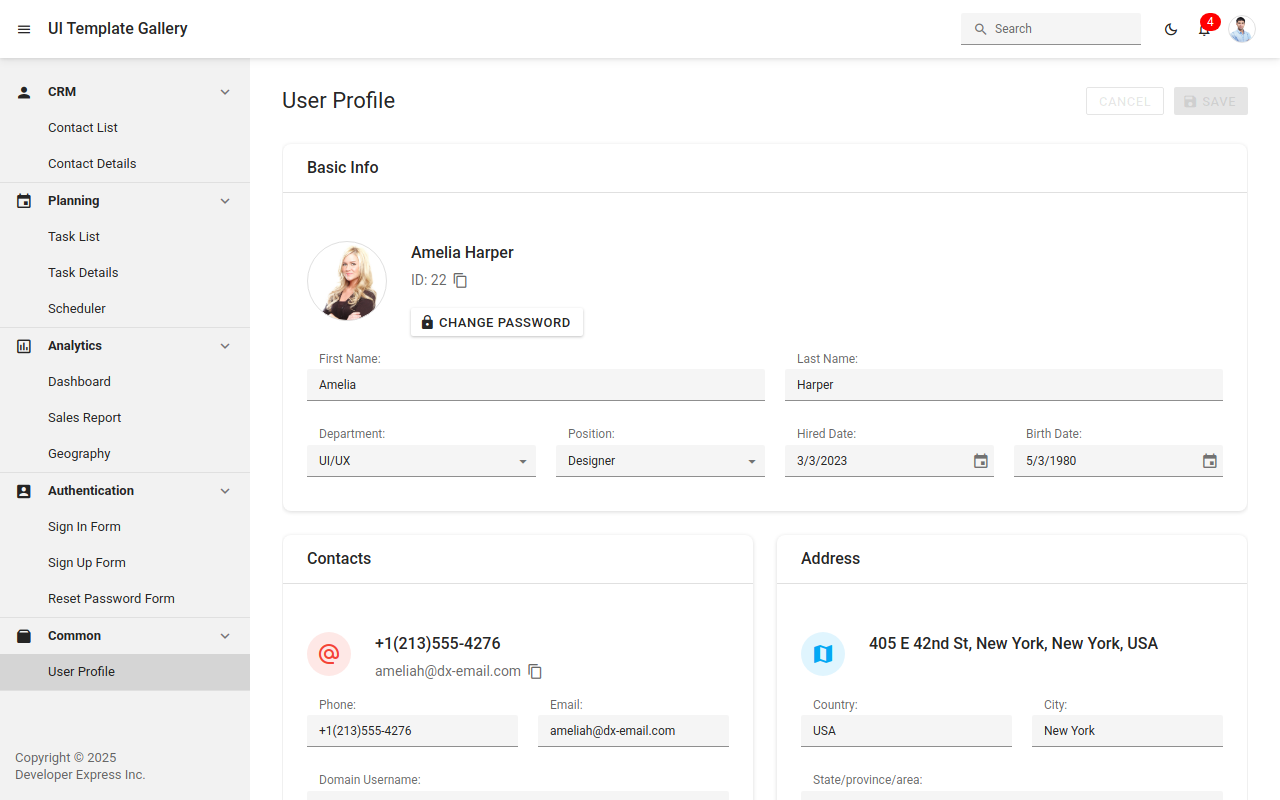 UI Template Gallery
Search
4
CRM
Contact List
Contact Details
Planning
Task List
Task Details
Scheduler
Analytics
Dashboard
Sales Report
Geography
Authentication
Sign In Form
Sign Up Form
Reset Password Form
Common
User Profile
Copyright © 2025
Developer Express Inc.
User Profile
CANCEL
SAVE
Basic Info
Amelia Harper
ID: 22
CHANGE PASSWORD
First Name:
Amelia
Last Name:
Harper
Department:
UI/UX
Position:
Designer
Hired Date:
3/3/2023
Birth Date:
5/3/1980
Contacts
+1(213)555-4276
ameliah@dx-email.com
Phone:
+1(213)555-4276
Email:
ameliah@dx-email.com
Domain Username:
Address
405 E 42nd St, New York, New York, USA
Country:
USA
City:
New York
State/province/area: